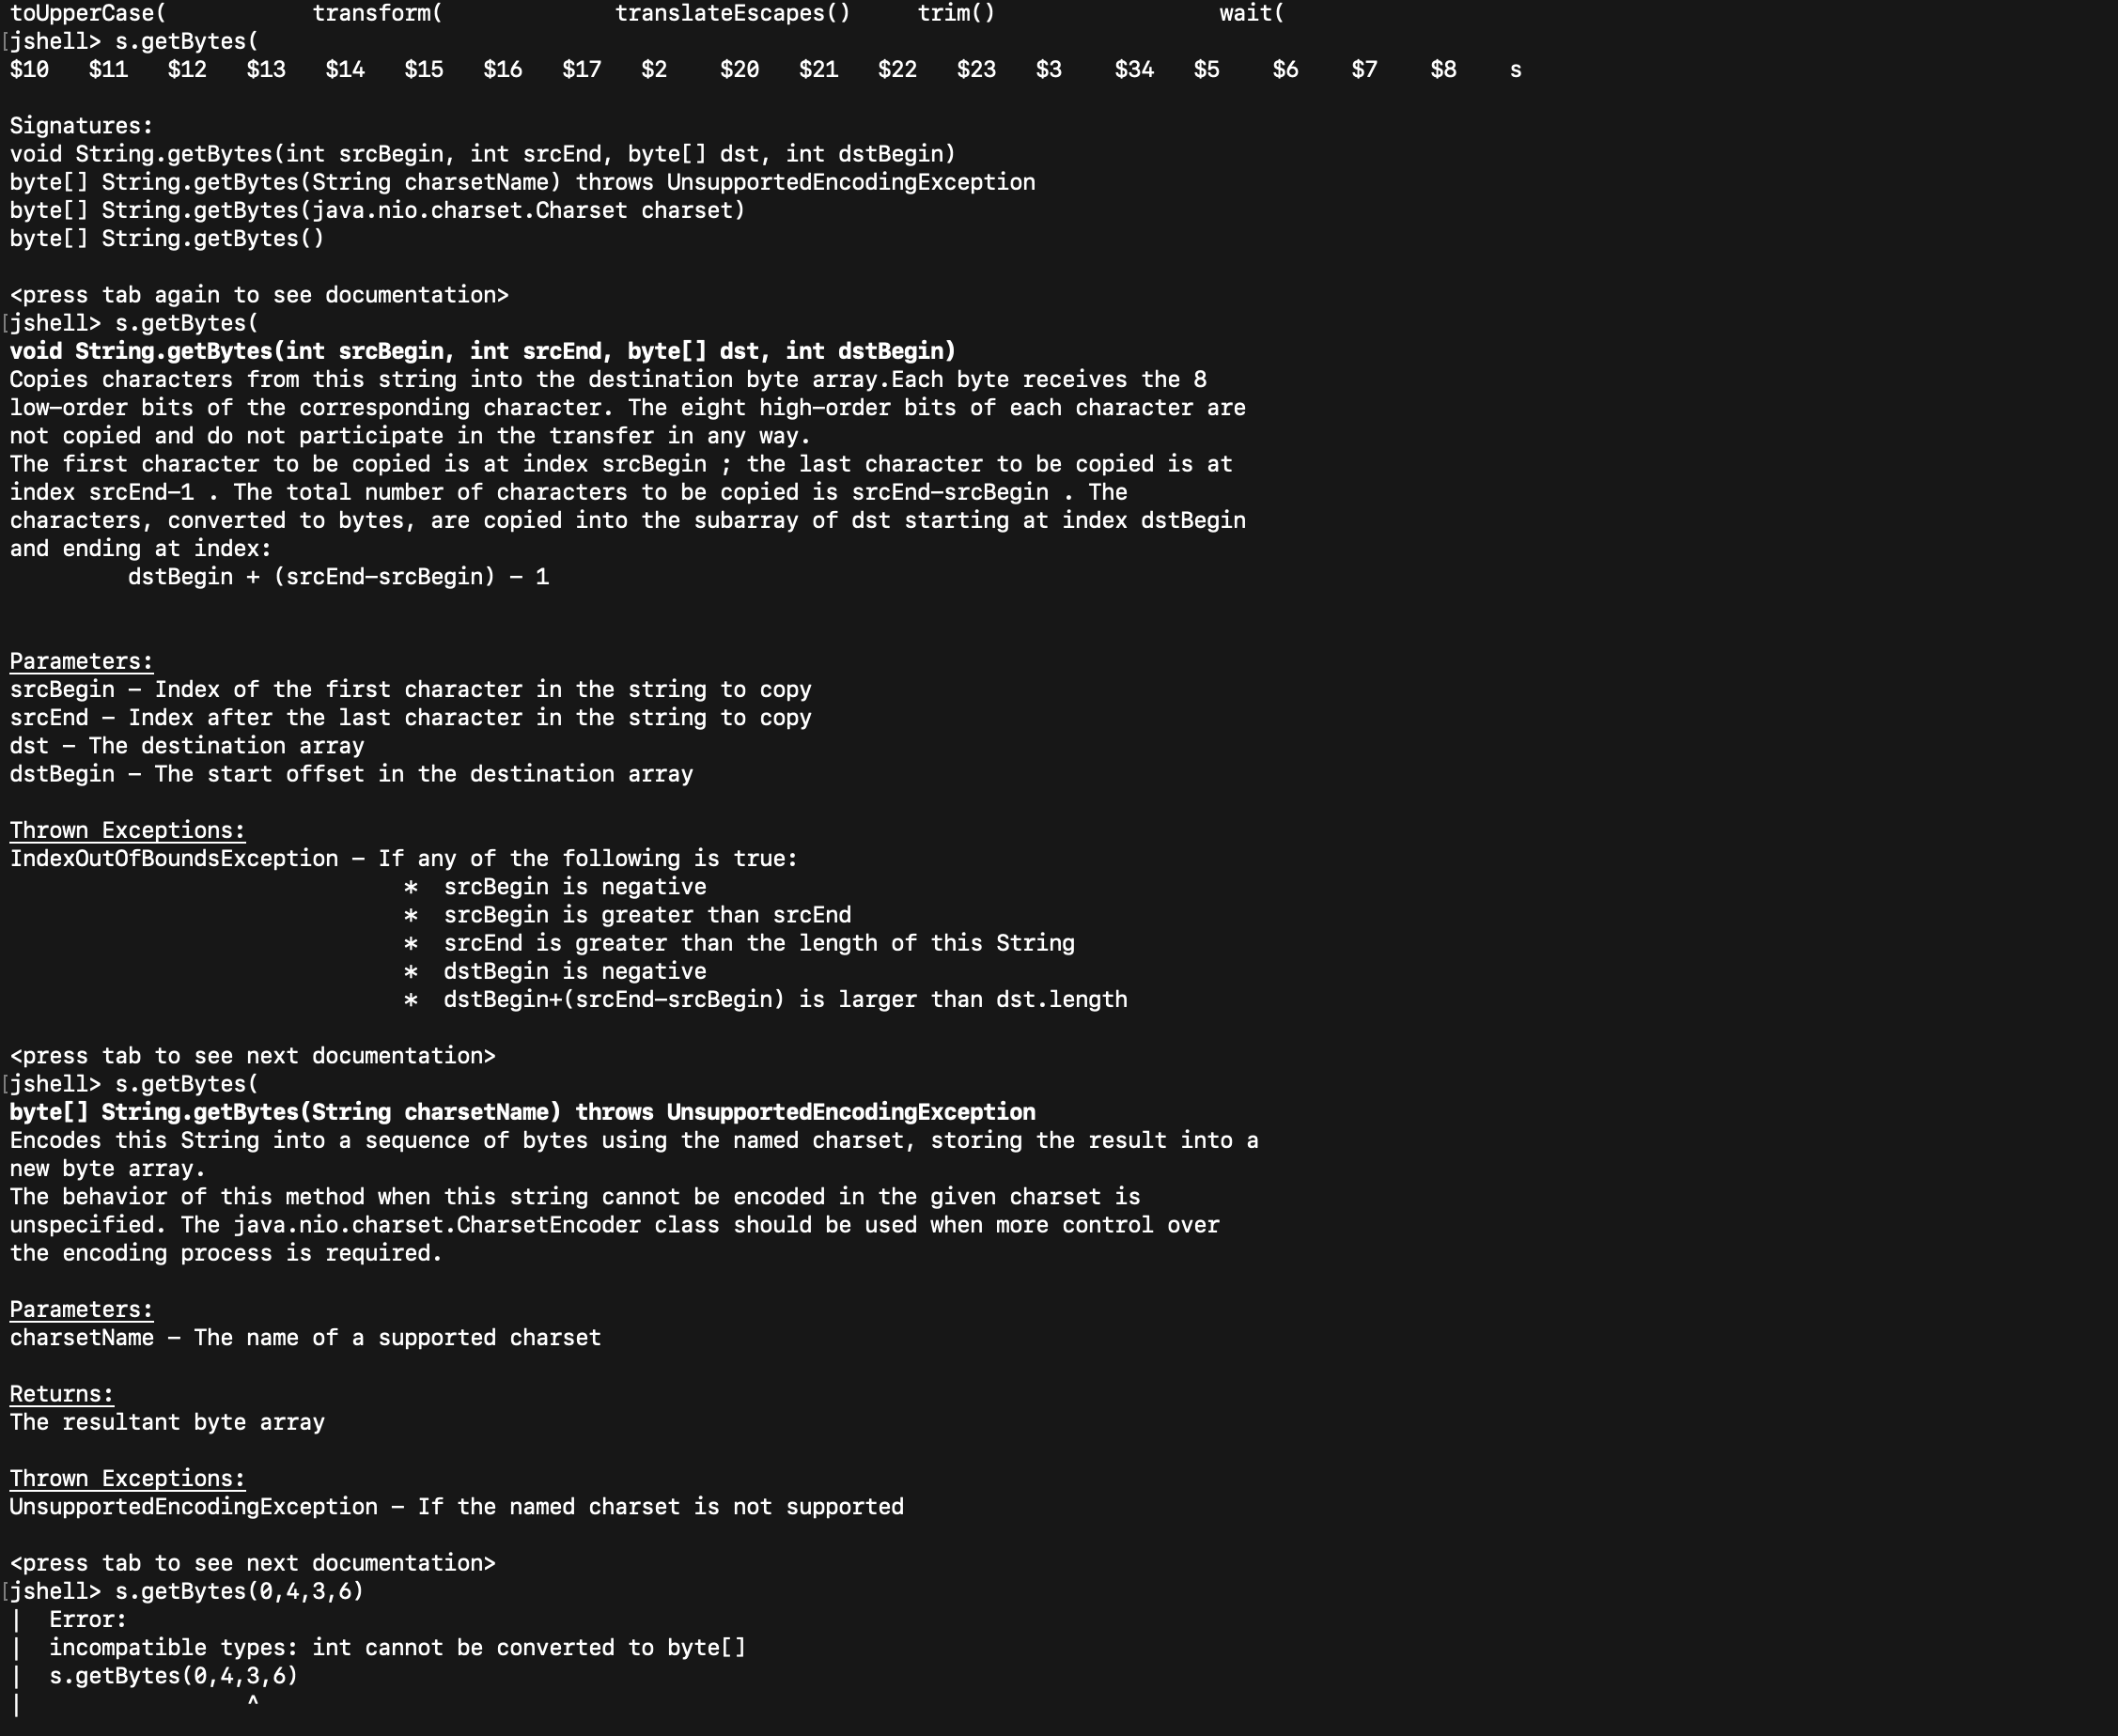 toUpperCase( transform( translateEscapes() trim() wait(
jshell> s.getBytes(
$10 $11 $12 $13 $14 $15 $16 $17 $2 $20 $21 $22 $23 $3 $34 $5 $6 $7 $8 s
Signatures:
void String.getBytes(int srcBegin, int srcEnd, byte[] dst, int dstBegin)
byte[] String.getBytes(String charsetName) throws UnsupportedEncodingException
byte[] String.getBytes(java.nio.charset.Charset charset)
byte[] String.getBytes()
<press tab again to see documentation>
jshell> s.getBytes(
void String.getBytes(int srcBegin, int srcEnd, byte[] dst, int dstBegin)
Copies characters from this string into the destination byte array.Each byte receives the 8
low-order bits of the corresponding character. The eight high-order bits of each character are
not copied and do not participate in the transfer in any way.
The first character to be copied is at index srcBegin ; the last character to be copied is at
index srcEnd-1 . The total number of characters to be copied is srcEnd-srcBegin . The
characters, converted to bytes, are copied into the subarray of dst starting at index dstBegin
and ending at index:
dstBegin + (srcEnd-srcBegin) - 1
Parameters:
srcBegin - Index of the first character in the string to copy
srcEnd - Index after the last character in the string to copy
dst - The destination array
dstBegin - The start offset in the destination array
Thrown Exceptions:
IndexOutOfBoundsException - If any of the following is true:
* srcBegin is negative
* srcBegin is greater than srcEnd
* srcEnd is greater than the length of this String
* dstBegin is negative
* dstBegin+(srcEnd-srcBegin) is larger than dst.length
<press tab to see next documentation>
jshell> s.getBytes(
byte[] String.getBytes(String charsetName) throws UnsupportedEncodingException
Encodes this String into a sequence of bytes using the named charset, storing the result into a
new byte array.
The behavior of this method when this string cannot be encoded in the given charset is
unspecified. The java.nio.charset.CharsetEncoder class should be used when more control over
the encoding process is required.
Parameters:
charsetName - The name of a supported charset
Returns:
The resultant byte array
Thrown Exceptions:
UnsupportedEncodingException - If the named charset is not supported
<press tab to see next documentation>
jshell> s.getBytes(0,4,3,6)
| Error:
| incompatible types: int cannot be converted to byte[]
| s.getBytes(0,4,3,6)
| ^